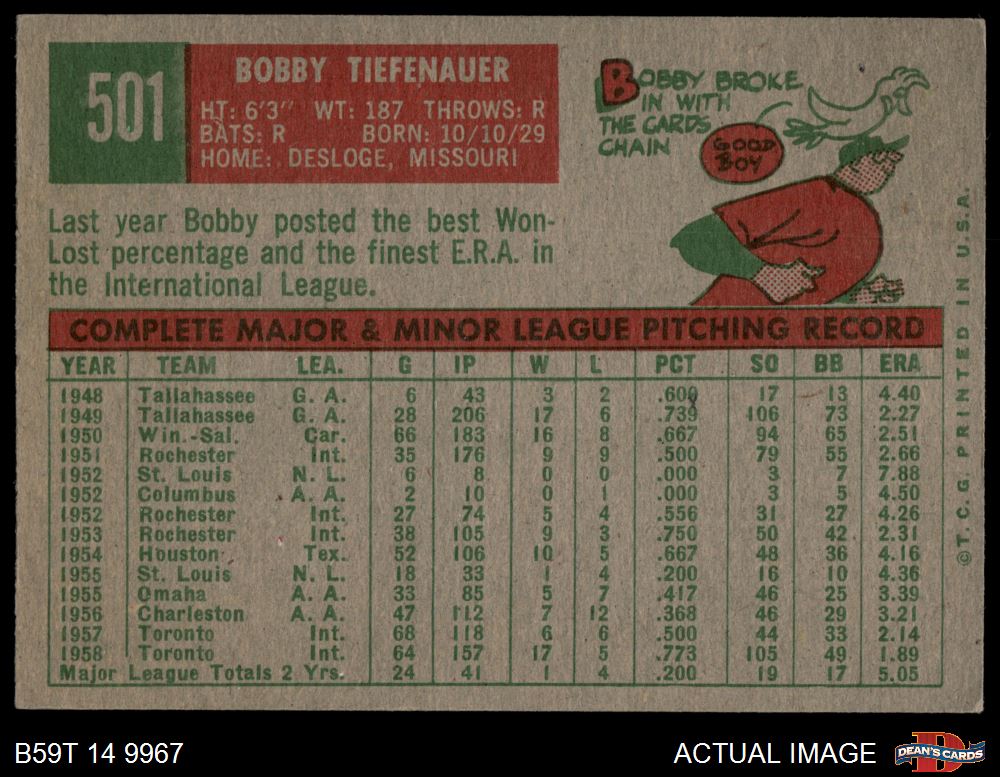 501
BOBBY TIEFENAUER
HT: 6'3" WT: 187 THROWS: R
BATS: R BORN: 10/10/29
HOME: DESLOGE, MISSOURI
BOBBY BROKE
IN WITH
THE CARDS
CHAIN
GOOD
BOY
Last year Bobby posted the best Won-
Lost percentage and the finest E.R.A. in
the International League.
COMPLETE MAJOR & MINOR LEAGUE PITCHING RECORD
YEAR TEAM LEA. G IP W L PCT SO BB ERA
1948 Tallahassee G. A. 6 43 3 2 .600 17 13 4.40
1949 Tallahassee G. A. 28 206 17 6 .739 106 73 2.27
1950 Win.-Sal. Car. 66 183 16 8 .667 94 65 2.51
1951 Rochester Int. 35 176 9 9 .500 79 55 2.66
1952 St. Louis N. L. 6 8 0 0 .000 3 7 7.88
1952 Columbus A. A. 2 10 0 1 .000 3 5 4.50
1952 Rochester Int. 27 74 5 4 .556 31 27 4.26
1953 Rochester Int. 38 105 9 3 .750 50 42 2.31
1954 Houston Tex. 52 106 10 5 .667 48 36 4.16
1955 St. Louis N. L. 18 33 1 4 .200 16 10 4.36
1955 Omaha A. A. 33 85 5 7 .417 46 25 3.39
1956 Charleston A. A. 47 112 7 12 .368 46 29 3.21
1957 Toronto Int. 68 118 6 6 .500 44 33 2.14
1958 Toronto Int. 64 157 17 5 .773 105 49 1.89
Major League Totals 2 Yrs. 24 41 1 4 .200 19 17 5.05
©T.C.G. PRINTED IN U.S.A.
B59T 14 9967
ACTUAL IMAGE
D
DEAN'S CARDS